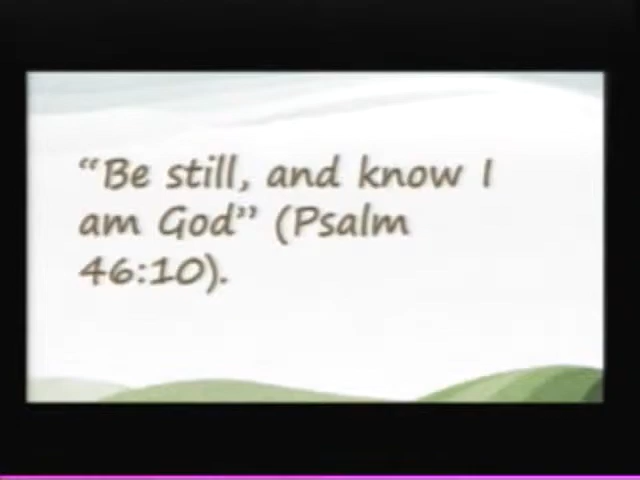 “Be still, and know I
am God” (Psalm
46:10).